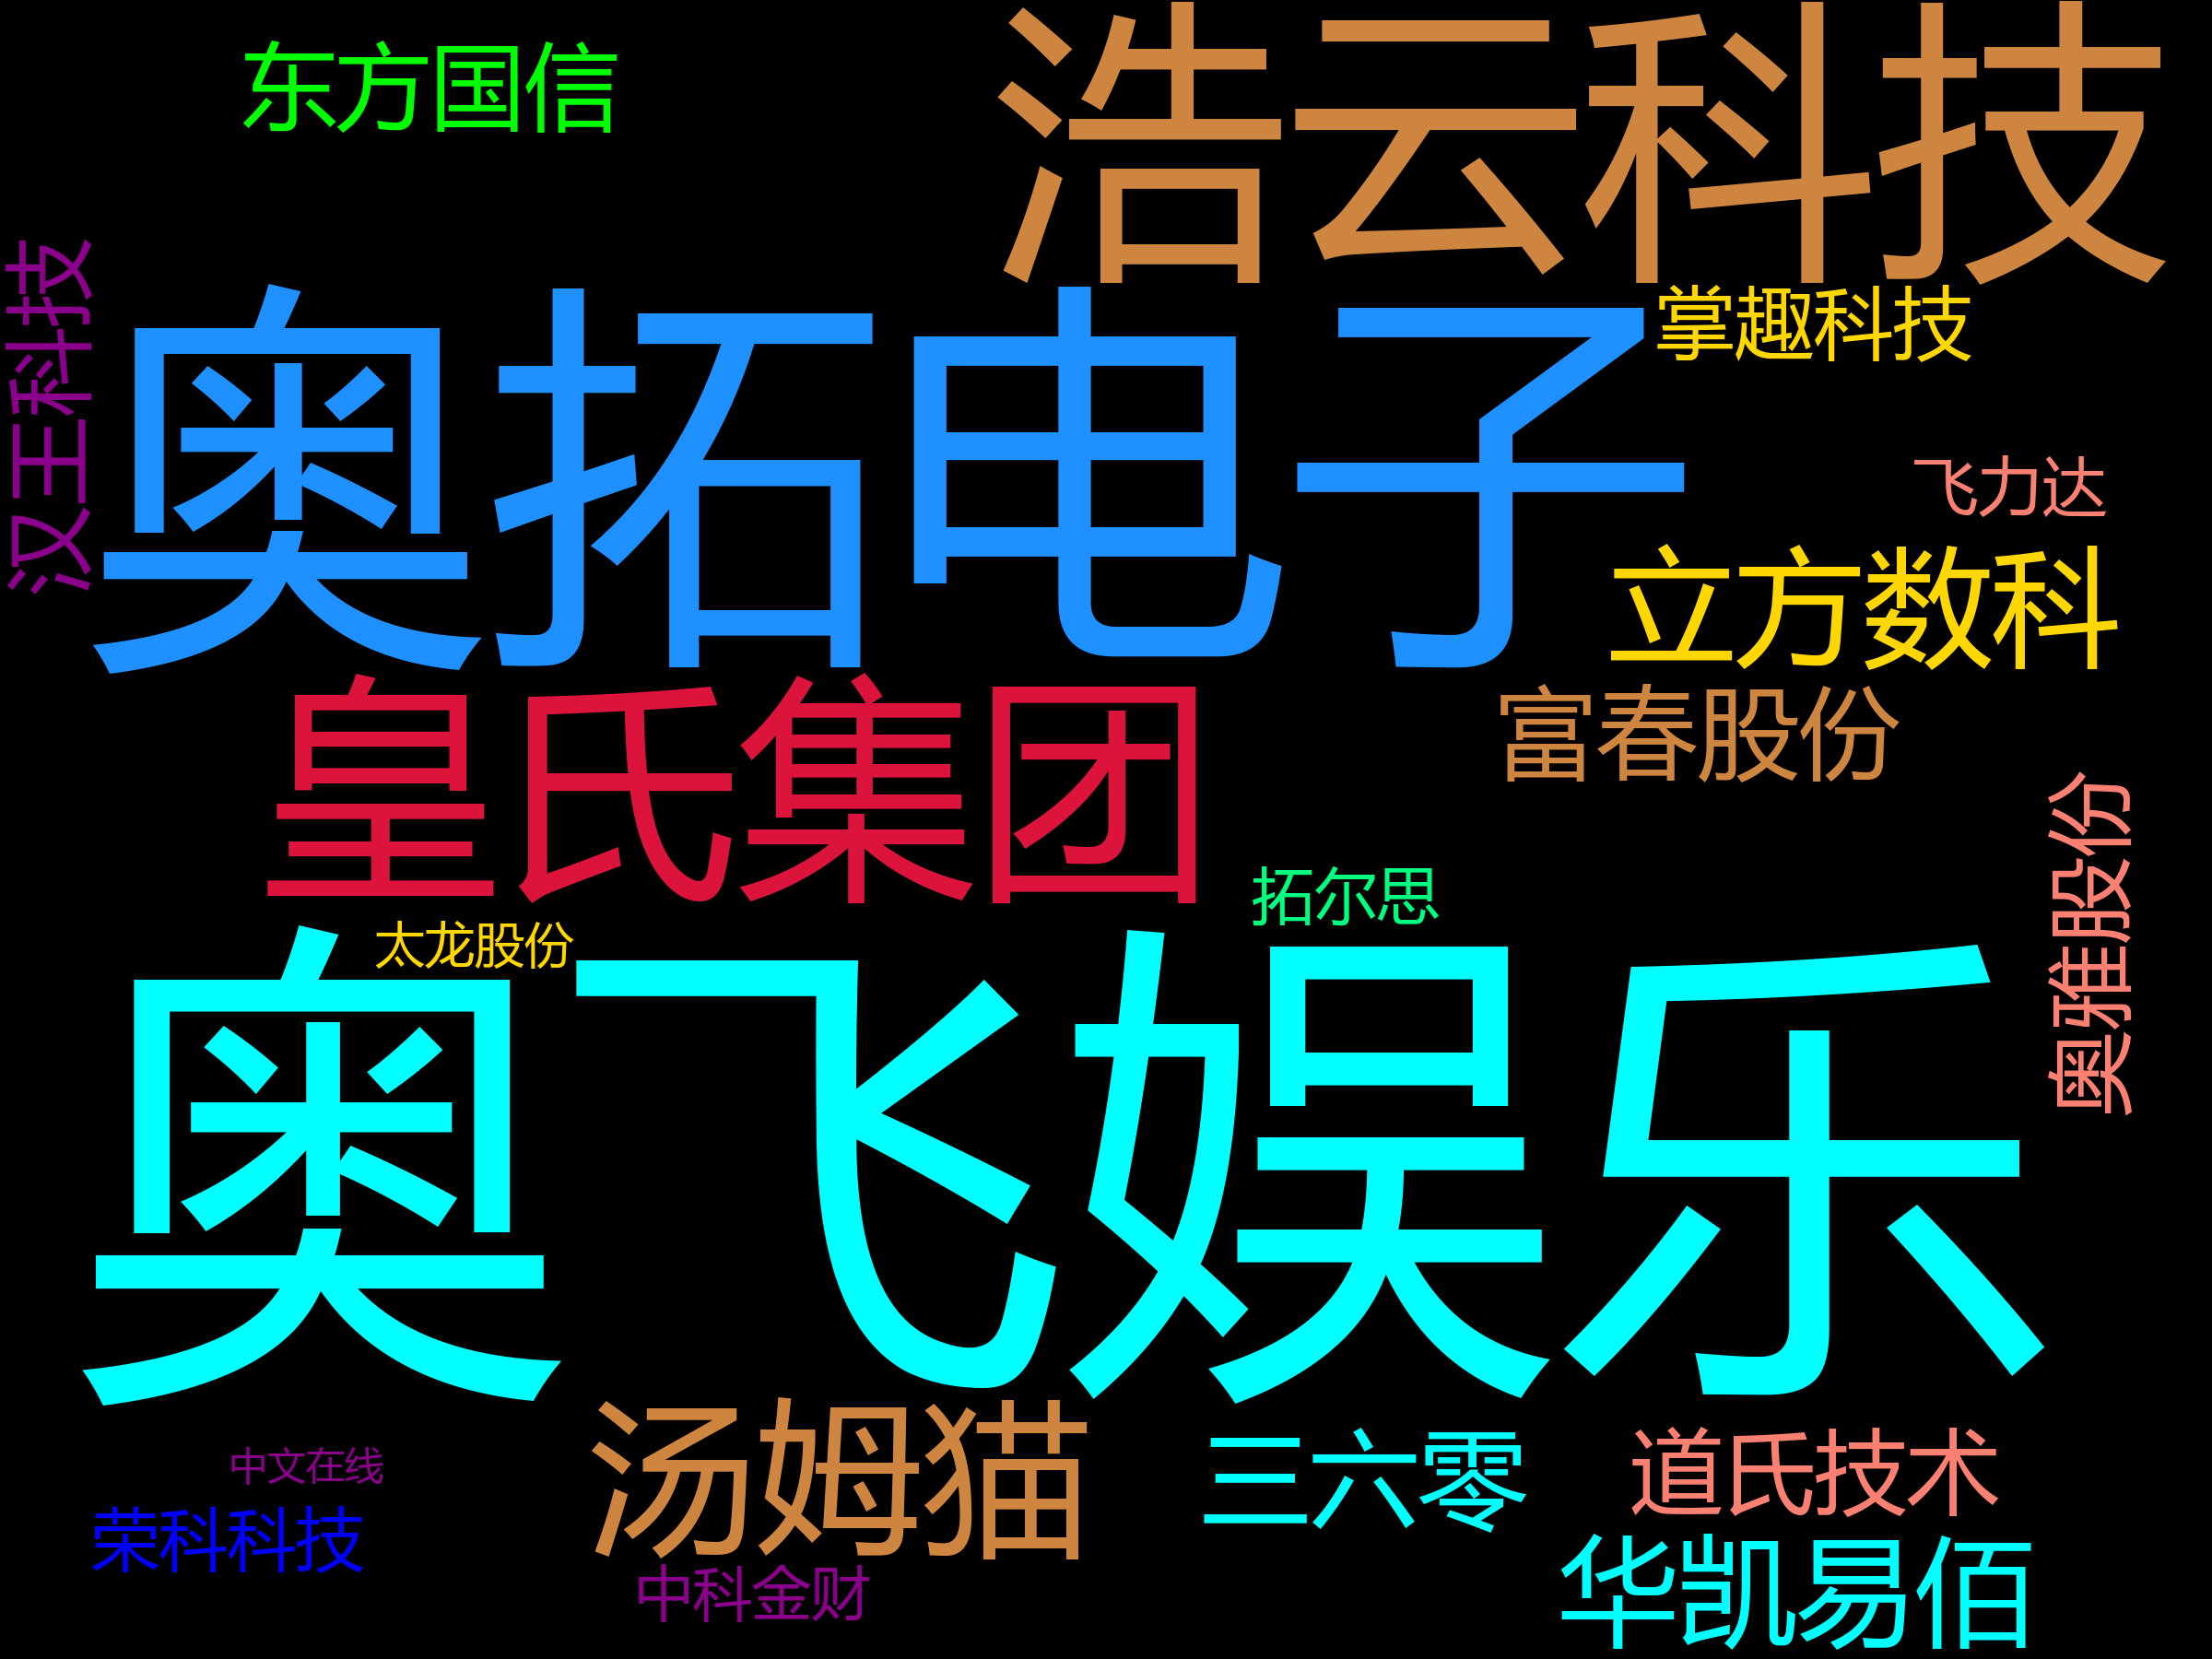 东方国信
浩云科技
汉王科技
奥拓电子
掌趣科技
飞力达
立方数科
皇氏集团
富春股份
奥雅股份
拓尔思
太龙股份
奥飞娱乐
汤姆猫
三六零
道氏技术
中文在线
荣科科技
华凯易佰
中科金财